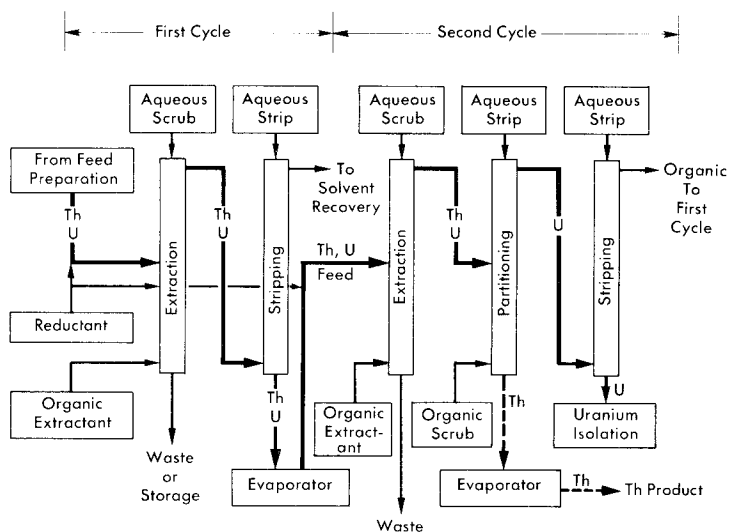 First Cycle
Second Cycle
Aqueous
Scrub
Aqueous
Strip
Aqueous
Scrub
Aqueous
Strip
Aqueous
Strip
From Feed
Preparation
Th
U
Reductant
Organic
Extractant
Extraction
Waste
or
Storage
Th
U
Stripping
To
Solvent
Recovery
Th
U
Evaporator
Th, U
Feed
Extraction
Organic
Extract-
ant
Waste
Th
U
Partitioning
Organic
Scrub
Th
Evaporator
Th
Th Product
U
Stripping
Organic
To
First
Cycle
U
Uranium
Isolation